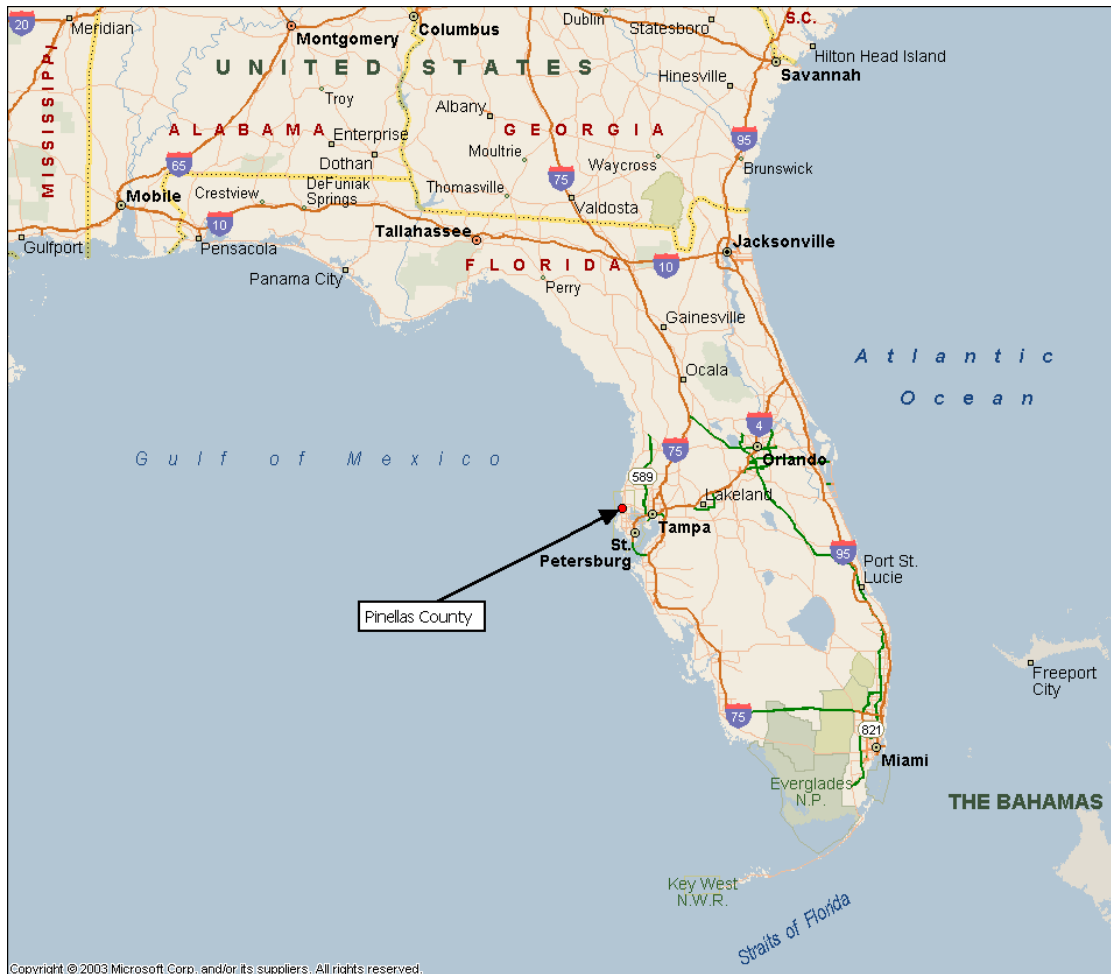 20
Meridian
Montgomery
Columbus
Dublin
Statesboro
S.C.
Hilton Head Island
UNITED STATES
Savannah
Hinesville
MISSISSIPPI
Troy
Albany
95
ALABAMA
Enterprise
GEORGIA
65
Dothan
Moultrie
Waycross
Brunswick
75
Mobile
Crestview
DeFuniak
Springs
Thomasville
Valdosta
10
Gulfport
Pensacola
Tallahassee
Jacksonville
Panama City
FLORIDA
10
Perry
Gainesville
Atlantic
Ocean
Ocala
4
Gulf of Mexico
75
Orlando
589
Lakeland
Tampa
St.
Petersburg
95
Port St.
Lucie
Pinellas County
Freeport
City
75
821
Miami
Everglades
N.P.
THE BAHAMAS
Key West
N.W.R.
Straits of Florida
Copyright © 2003 Microsoft Corp. and/or its suppliers. All rights reserved.